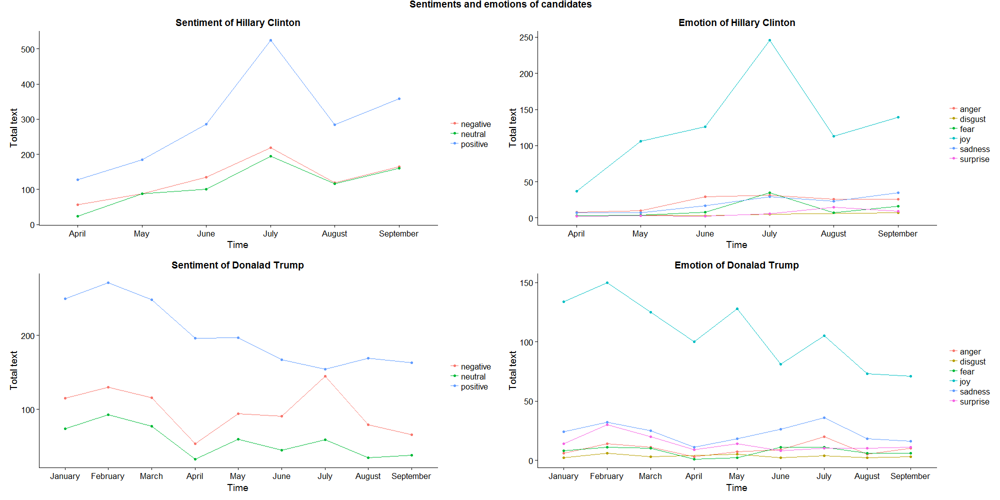 Sentiments and emotions of candidates
Sentiment of Hillary Clinton
500
400
300
200
100
0
Total text
April May June July August September
Time
negative
neutral
positive
Emotion of Hillary Clinton
250
200
150
100
50
0
Total text
April May June July August September
Time
anger
disgust
fear
joy
sadness
surprise
Sentiment of Donalad Trump
200
100
Total text
January February March April May June July August September
Time
negative
neutral
positive
Emotion of Donalad Trump
150
100
50
0
Total text
January February March April May June July August September
Time
anger
disgust
fear
joy
sadness
surprise